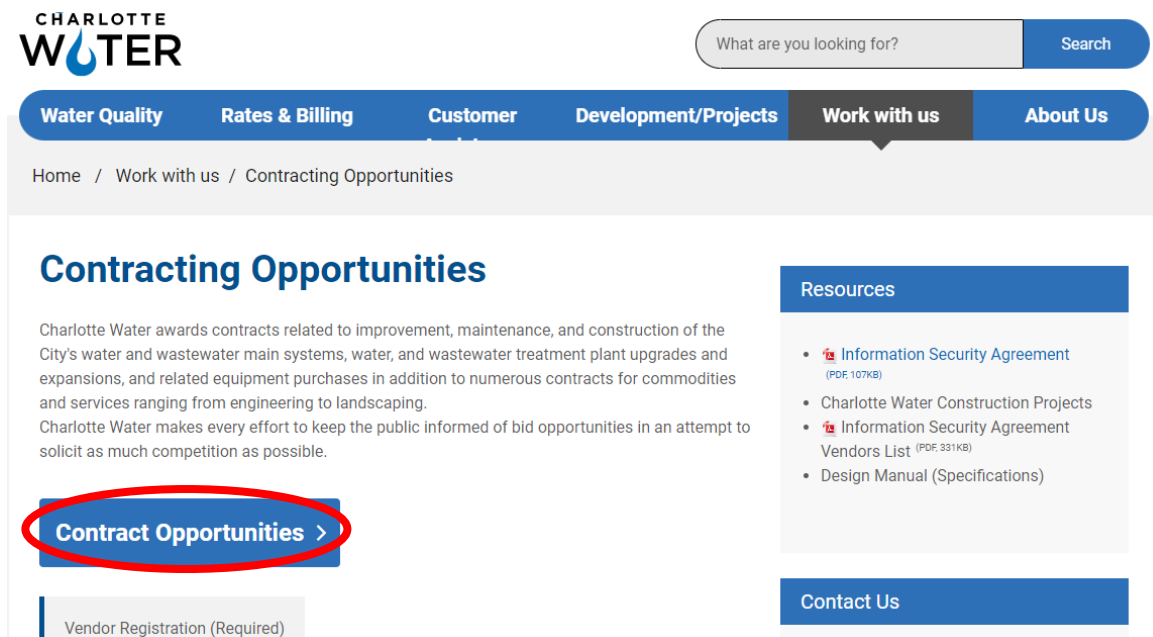 CHARLOTTE
WATER
What are you looking for?
Search
Water Quality
Rates & Billing
Customer
Development/Projects
Work with us
About Us
Home / Work with us / Contracting Opportunities
Contracting Opportunities
Charlotte Water awards contracts related to improvement, maintenance, and construction of the
City's water and wastewater main systems, water, and wastewater treatment plant upgrades and
expansions, and related equipment purchases in addition to numerous contracts for commodities
and services ranging from engineering to landscaping.
Charlotte Water makes every effort to keep the public informed of bid opportunities in an attempt to
solicit as much competition as possible.
Contract Opportunities >
Vendor Registration (Required)
Resources
• Information Security Agreement
(PDF, 107KB)
• Charlotte Water Construction Projects
• Information Security Agreement
Vendors List (PDF, 331KB)
• Design Manual (Specifications)
Contact Us